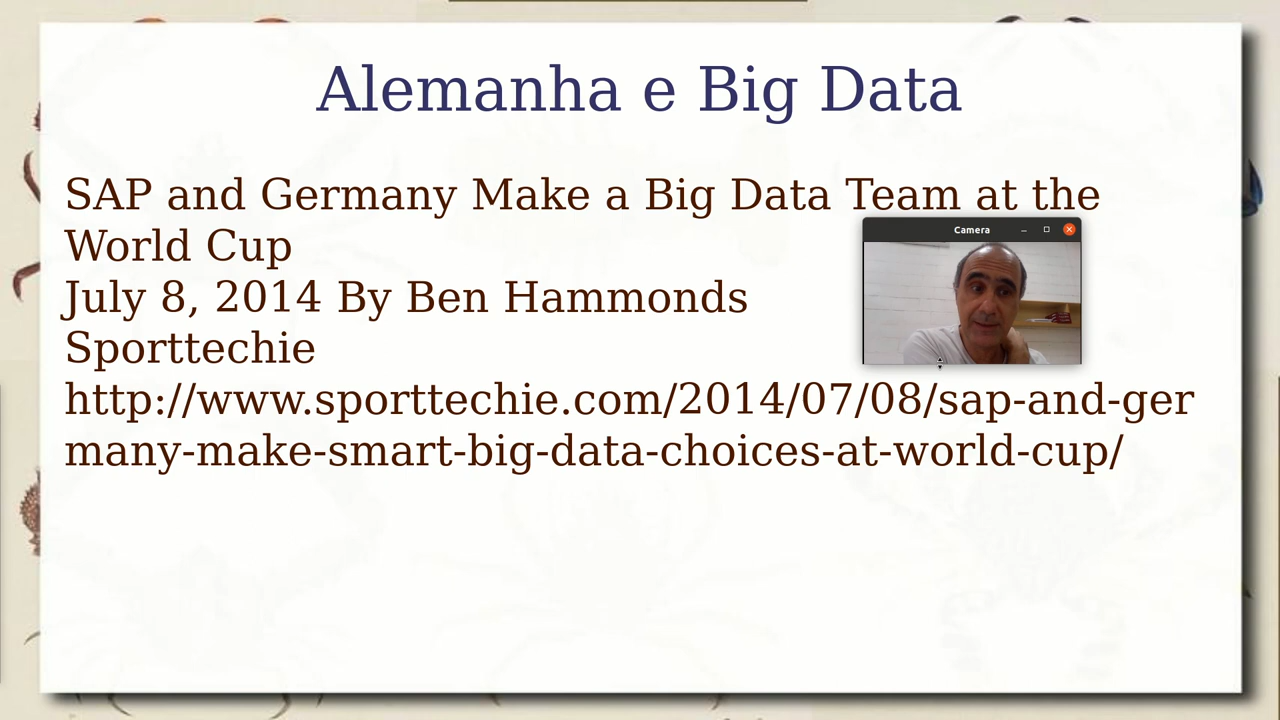 Alemanha e Big Data
SAP and Germany Make a Big Data Team at the
World Cup
Camera
July 8, 2014 By Ben Hammonds
Sporttechie
http://www.sporttechie.com/2014/07/08/sap-and-ger
many-make-smart-big-data-choices-at-world-cup/